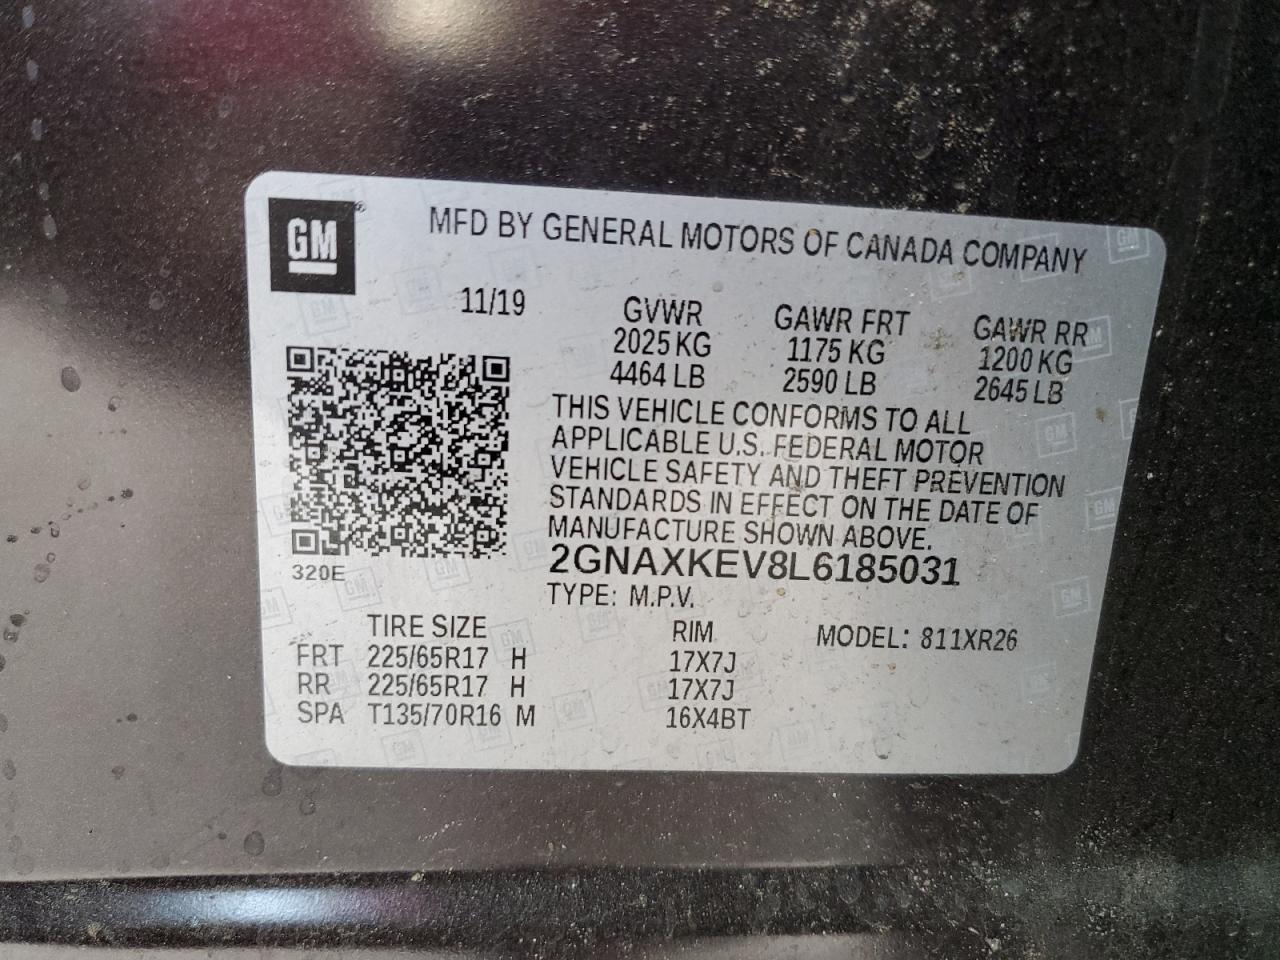 GM ®
MFD BY GENERAL MOTORS OF CANADA COMPANY
11/19 GVWR GAWR FRT GAWR RR
2025 KG 1175 KG 1200 KG
4464 LB 2590 LB 2645 LB
THIS VEHICLE CONFORMS TO ALL
APPLICABLE U.S. FEDERAL MOTOR
VEHICLE SAFETY AND THEFT PREVENTION
STANDARDS IN EFFECT ON THE DATE OF
MANUFACTURE SHOWN ABOVE.
320E
2GNAXKEV8L6185031
TYPE: M.P.V.
TIRE SIZE RIM MODEL: 811XR26
FRT 225/65R17 H 17X7J
RR 225/65R17 H 17X7J
SPA T135/70R16 M 16X4BT